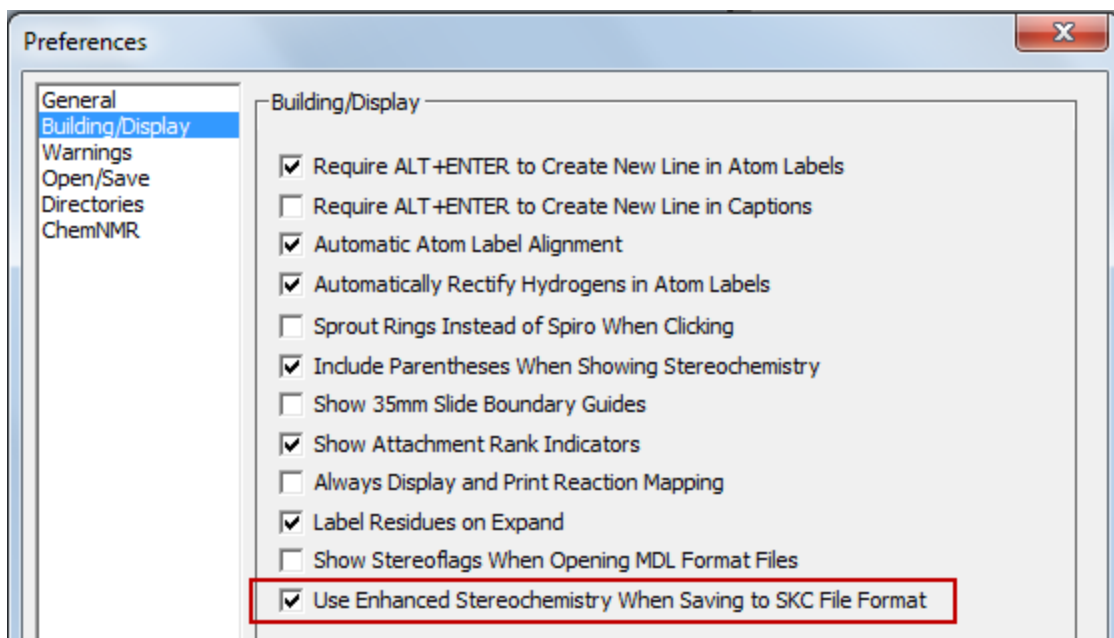 Preferences
General
Building/Display
Warnings
Open/Save
Directories
ChemNMR
Building/Display
Require ALT+ENTER to Create New Line in Atom Labels
Require ALT+ENTER to Create New Line in Captions
Automatic Atom Label Alignment
Automatically Rectify Hydrogens in Atom Labels
Sprout Rings Instead of Spiro When Clicking
Include Parentheses When Showing Stereochemistry
Show 35mm Slide Boundary Guides
Show Attachment Rank Indicators
Always Display and Print Reaction Mapping
Label Residues on Expand
Show Stereoflags When Opening MDL Format Files
Use Enhanced Stereochemistry When Saving to SKC File Format